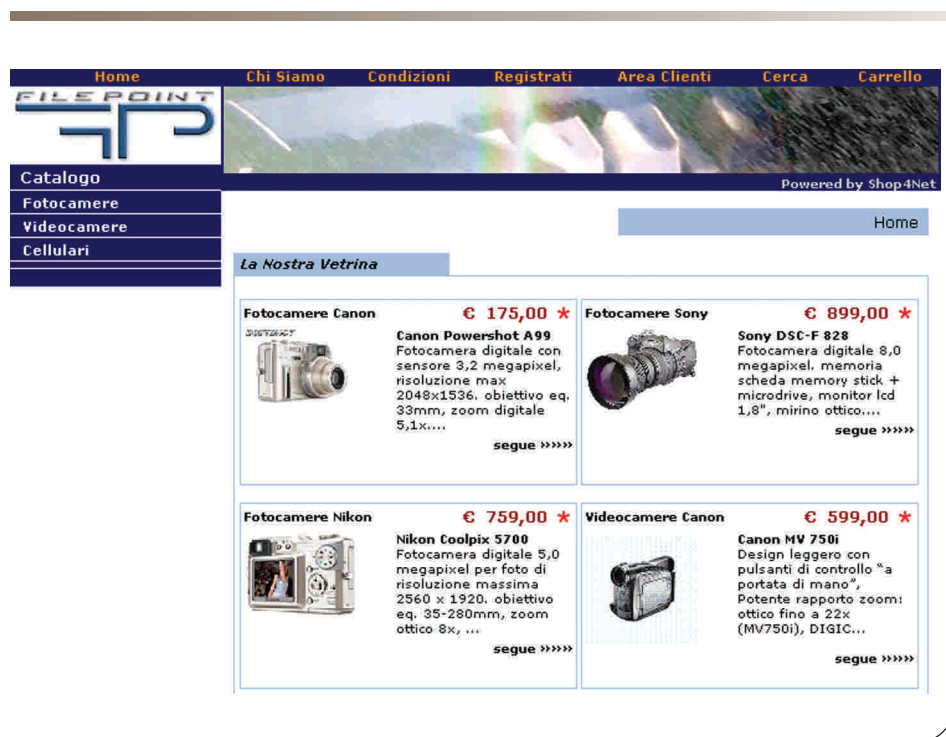 Home Chi Siamo Condizioni Registrati Area Clienti Cerca Carrello
FILEPOINT
Powered by Shop4Net
Catalogo
Fotocamere
Videocamere
Cellulari
Home
La Nostra Vetrina
Fotocamere Canon € 175,00 *
Canon Powershot A99
Fotocamera digitale con
sensore 3,2 megapixel,
risoluzione max
2048x1536. obiettivo eq.
33mm, zoom digitale
5,1x....
segue »»»
Fotocamere Sony € 899,00 *
Sony DSC-F 828
Fotocamera digitale 8,0
megapixel. memoria
scheda memory stick +
microdrive, monitor lcd
1,8", mirino ottico....
segue »»»
Fotocamere Nikon € 759,00 *
Nikon Coolpix 5700
Fotocamera digitale 5,0
megapixel per foto di
risoluzione massima
2560 x 1920. obiettivo
eq. 35-280mm, zoom
ottico 8x, ...
segue »»»
Videocamere Canon € 599,00 *
Canon MV 750i
Design leggero con
pulsanti di controllo “a
portata di mano”,
Potente rapporto zoom:
ottico fino a 22x
(MV750i), DIGIC...
segue »»»